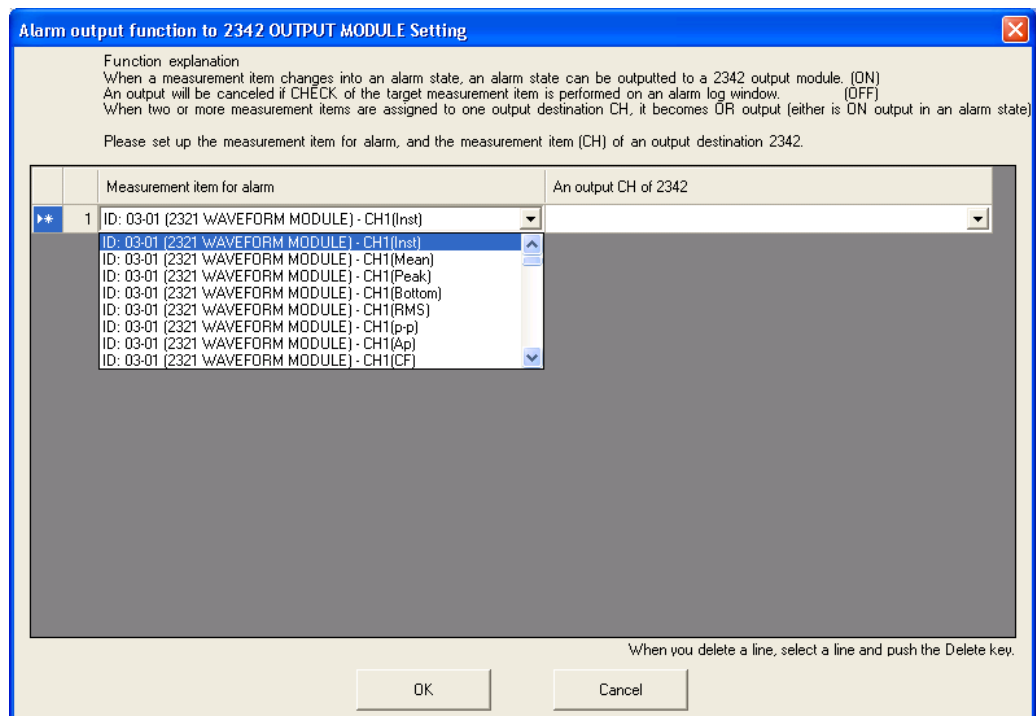 Alarm output function to 2342 OUTPUT MODULE Setting
Function explanation
When a measurement item changes into an alarm state, an alarm state can be outputted to a 2342 output module. (ON)
An output will be canceled if CHECK of the target measurement item is performed on an alarm log window. (OFF)
When two or more measurement items are assigned to one output destination CH, it becomes OR output (either is ON output in an alarm state)
Please set up the measurement item for alarm, and the measurement item (CH) of an output destination 2342.
Measurement item for alarm An output CH of 2342
1 ID: 03-01 (2321 WAVEFORM MODULE) - CH1(Inst)
ID: 03-01 (2321 WAVEFORM MODULE) - CH1(Inst)
ID: 03-01 (2321 WAVEFORM MODULE) - CH1(Mean)
ID: 03-01 (2321 WAVEFORM MODULE) - CH1(Peak)
ID: 03-01 (2321 WAVEFORM MODULE) - CH1(Bottom)
ID: 03-01 (2321 WAVEFORM MODULE) - CH1(RMS)
ID: 03-01 (2321 WAVEFORM MODULE) - CH1(p-p)
ID: 03-01 (2321 WAVEFORM MODULE) - CH1(Ap)
ID: 03-01 (2321 WAVEFORM MODULE) - CH1(CF)
When you delete a line, select a line and push the Delete key.
OK Cancel